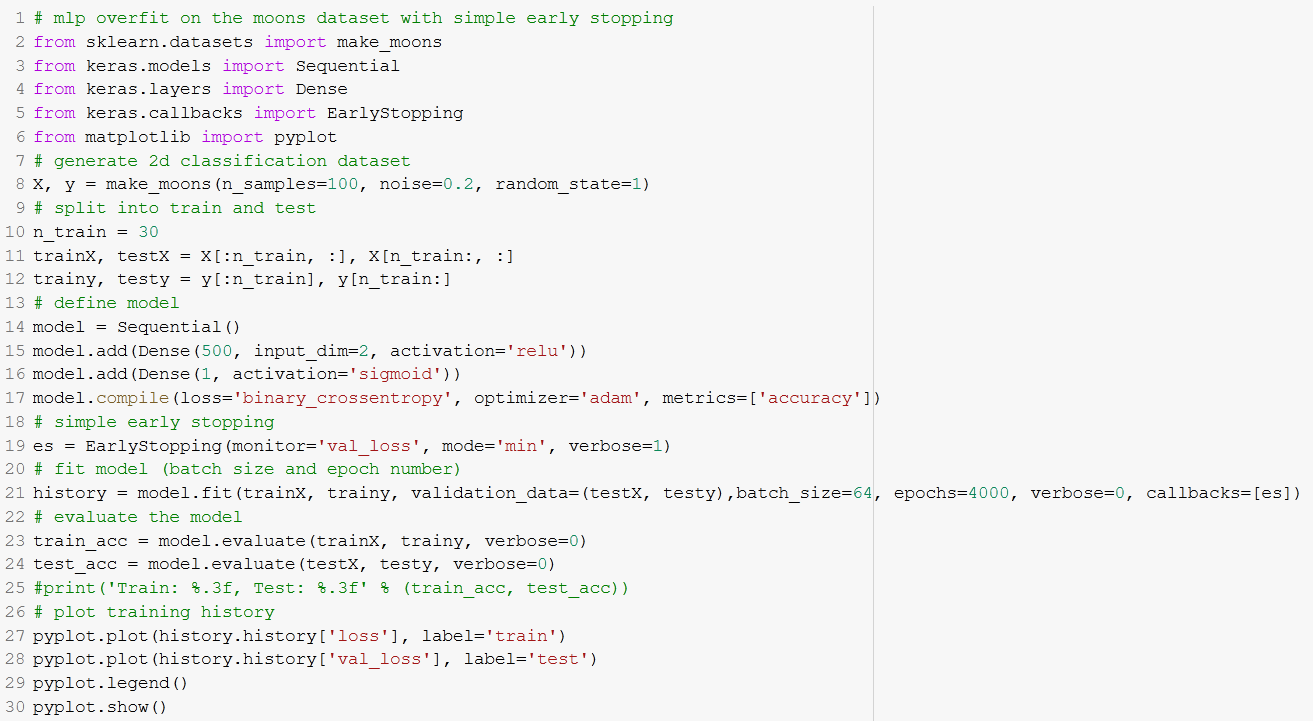 1 # mlp overfit on the moons dataset with simple early stopping
2 from sklearn.datasets import make_moons
3 from keras.models import Sequential
4 from keras.layers import Dense
5 from keras.callbacks import EarlyStopping
6 from matplotlib import pyplot
7 # generate 2d classification dataset
8 X, y = make_moons(n_samples=100, noise=0.2, random_state=1)
9 # split into train and test
10 n_train = 30
11 trainX, testX = X[:n_train, :], X[n_train:, :]
12 trainy, testy = y[:n_train], y[n_train:]
13 # define model
14 model = Sequential()
15 model.add(Dense(500, input_dim=2, activation='relu'))
16 model.add(Dense(1, activation='sigmoid'))
17 model.compile(loss='binary_crossentropy', optimizer='adam', metrics=['accuracy'])
18 # simple early stopping
19 es = EarlyStopping(monitor='val_loss', mode='min', verbose=1)
20 # fit model (batch size and epoch number)
21 history = model.fit(trainX, trainy, validation_data=(testX, testy),batch_size=64, epochs=4000, verbose=0, callbacks=[es])
22 # evaluate the model
23 train_acc = model.evaluate(trainX, trainy, verbose=0)
24 test_acc = model.evaluate(testX, testy, verbose=0)
25 #print('Train: %.3f, Test: %.3f' % (train_acc, test_acc))
26 # plot training history
27 pyplot.plot(history.history['loss'], label='train')
28 pyplot.plot(history.history['val_loss'], label='test')
29 pyplot.legend()
30 pyplot.show()